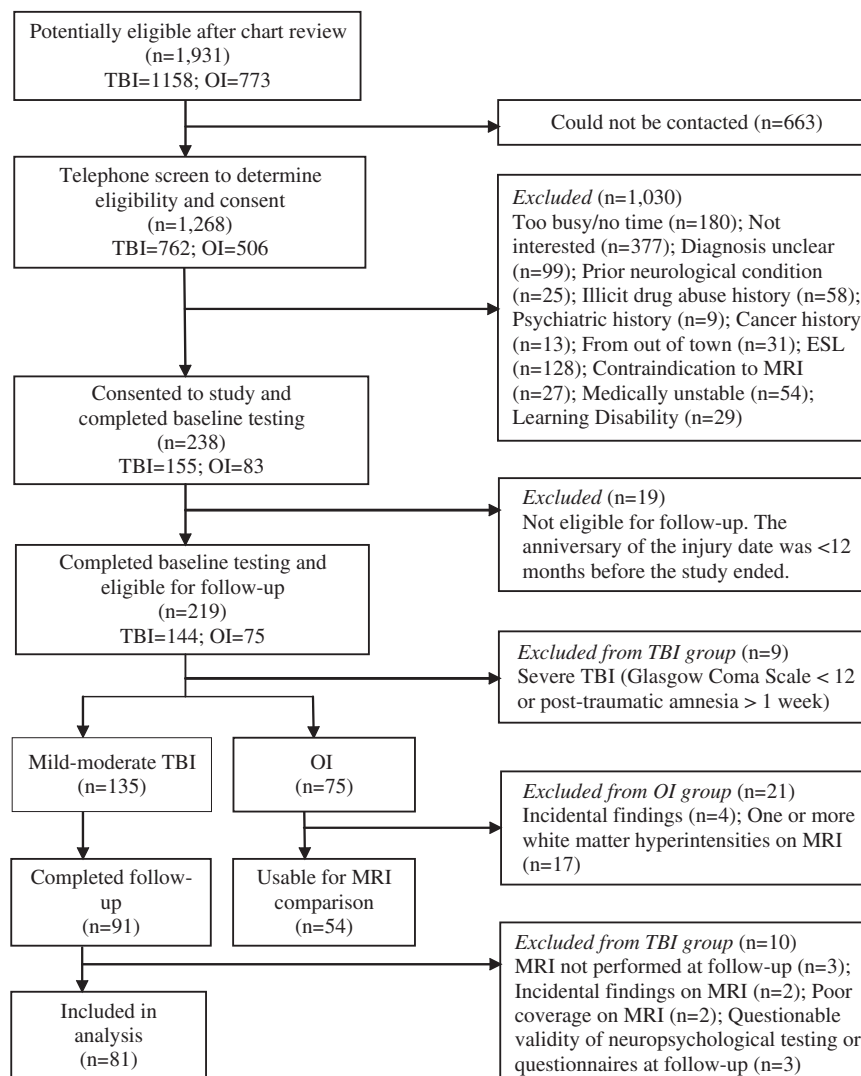 Potentially eligible after chart review
(n=1,931)
TBI=1158; OI=773
Could not be contacted (n=663)
Telephone screen to determine
eligibility and consent
(n=1,268)
TBI=762; OI=506
Excluded (n=1,030)
Too busy/no time (n=180); Not
interested (n=377); Diagnosis unclear
(n=99); Prior neurological condition
(n=25); Illicit drug abuse history (n=58);
Psychiatric history (n=9); Cancer history
(n=13); From out of town (n=31); ESL
(n=128); Contraindication to MRI
(n=27); Medically unstable (n=54);
Learning Disability (n=29)
Consented to study and
completed baseline testing
(n=238)
TBI=155; OI=83
Excluded (n=19)
Not eligible for follow-up. The
anniversary of the injury date was <12
months before the study ended.
Completed baseline testing and
eligible for follow-up
(n=219)
TBI=144; OI=75
Excluded from TBI group (n=9)
Severe TBI (Glasgow Coma Scale < 12
or post-traumatic amnesia > 1 week)
Mild-moderate TBI
(n=135)
OI
(n=75)
Excluded from OI group (n=21)
Incidental findings (n=4); One or more
white matter hyperintensities on MRI
(n=17)
Completed follow-
up
(n=91)
Usable for MRI
comparison
(n=54)
Excluded from TBI group (n=10)
MRI not performed at follow-up (n=3);
Incidental findings on MRI (n=2); Poor
coverage on MRI (n=2); Questionable
validity of neuropsychological testing or
questionnaires at follow-up (n=3)
Included in
analysis
(n=81)